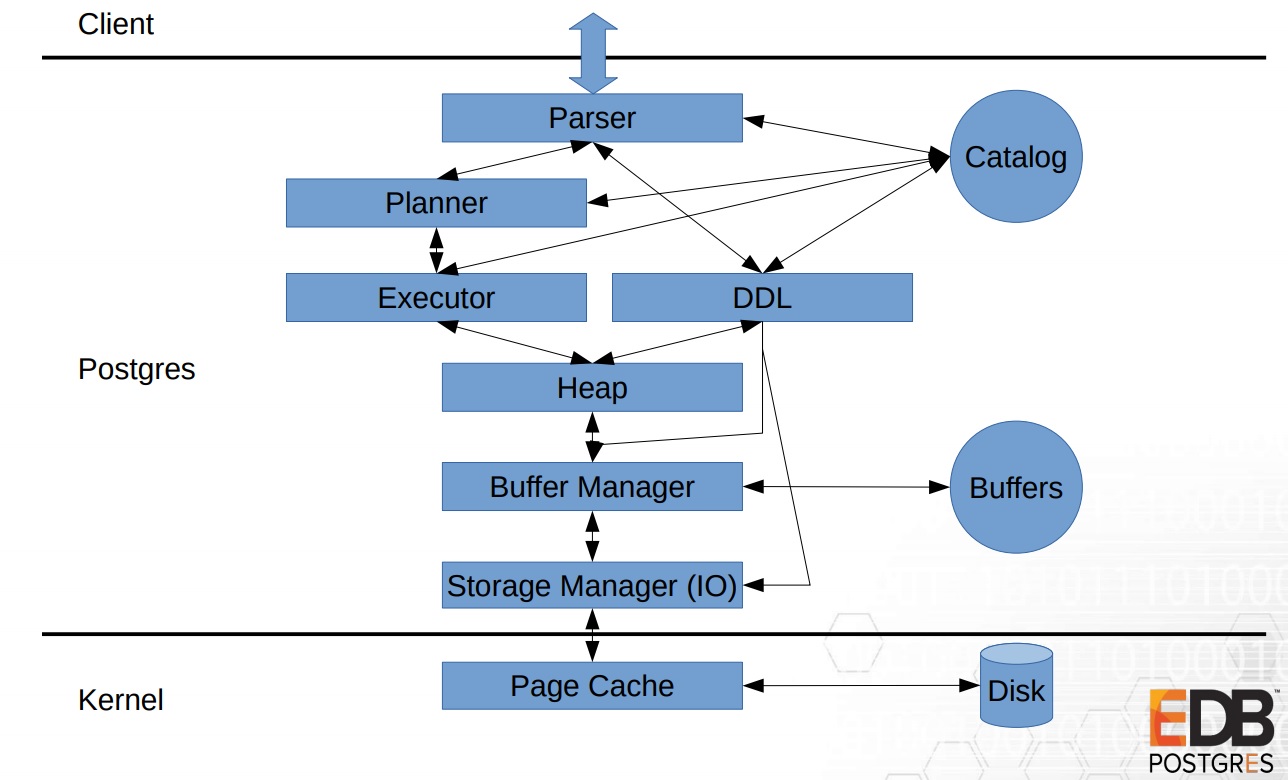 Client
Parser
Catalog
Planner
Executor
DDL
Postgres
Heap
Buffer Manager
Buffers
Storage Manager (IO)
Kernel
Page Cache
Disk
EDB™
POSTGRES